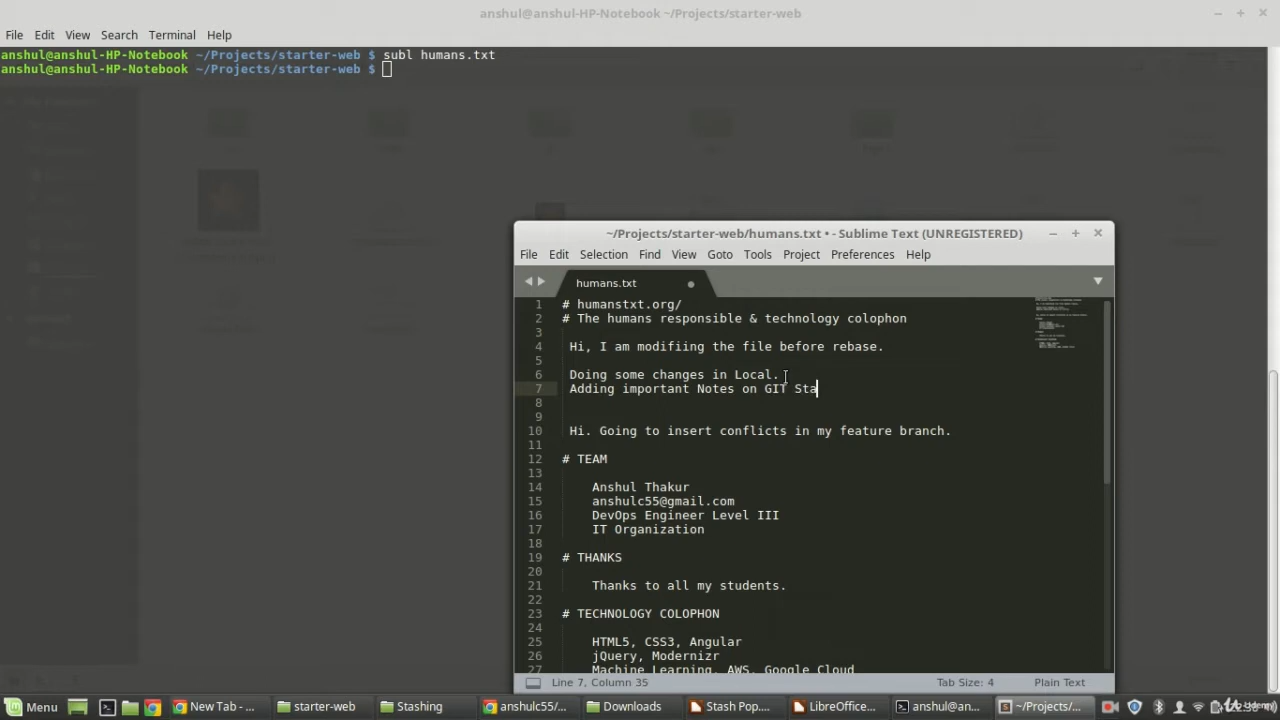 anshul@anshul-HP-Notebook ~/Projects/starter-web
File Edit View Search Terminal Help
anshul@anshul-HP-Notebook ~/Projects/starter-web $ subl humans.txt
anshul@anshul-HP-Notebook ~/Projects/starter-web $
~/Projects/starter-web/humans.txt • - Sublime Text (UNREGISTERED)
File Edit Selection Find View Goto Tools Project Preferences Help
humans.txt
1 # humanstxt.org/
2 # The humans responsible & technology colophon
3
4 Hi, I am modifiing the file before rebase.
5
6 Doing some changes in Local.
7 Adding important Notes on GIT Sta
8
9
10 Hi. Going to insert conflicts in my feature branch.
11
12 # TEAM
13
14 Anshul Thakur
15 anshulc55@gmail.com
16 DevOps Engineer Level III
17 IT Organization
18
19 # THANKS
20
21 Thanks to all my students.
22
23 # TECHNOLOGY COLOPHON
24
25 HTML5, CSS3, Angular
26 jQuery, Modernizr
27 Machine Learning, AWS, Google Cloud
Line 7, Column 35 Tab Size: 4 Plain Text
Menu New Tab - ... starter-web Stashing anshulc55/... Downloads Stash Pop.... LibreOffice... anshul@an... ~/Projects/...